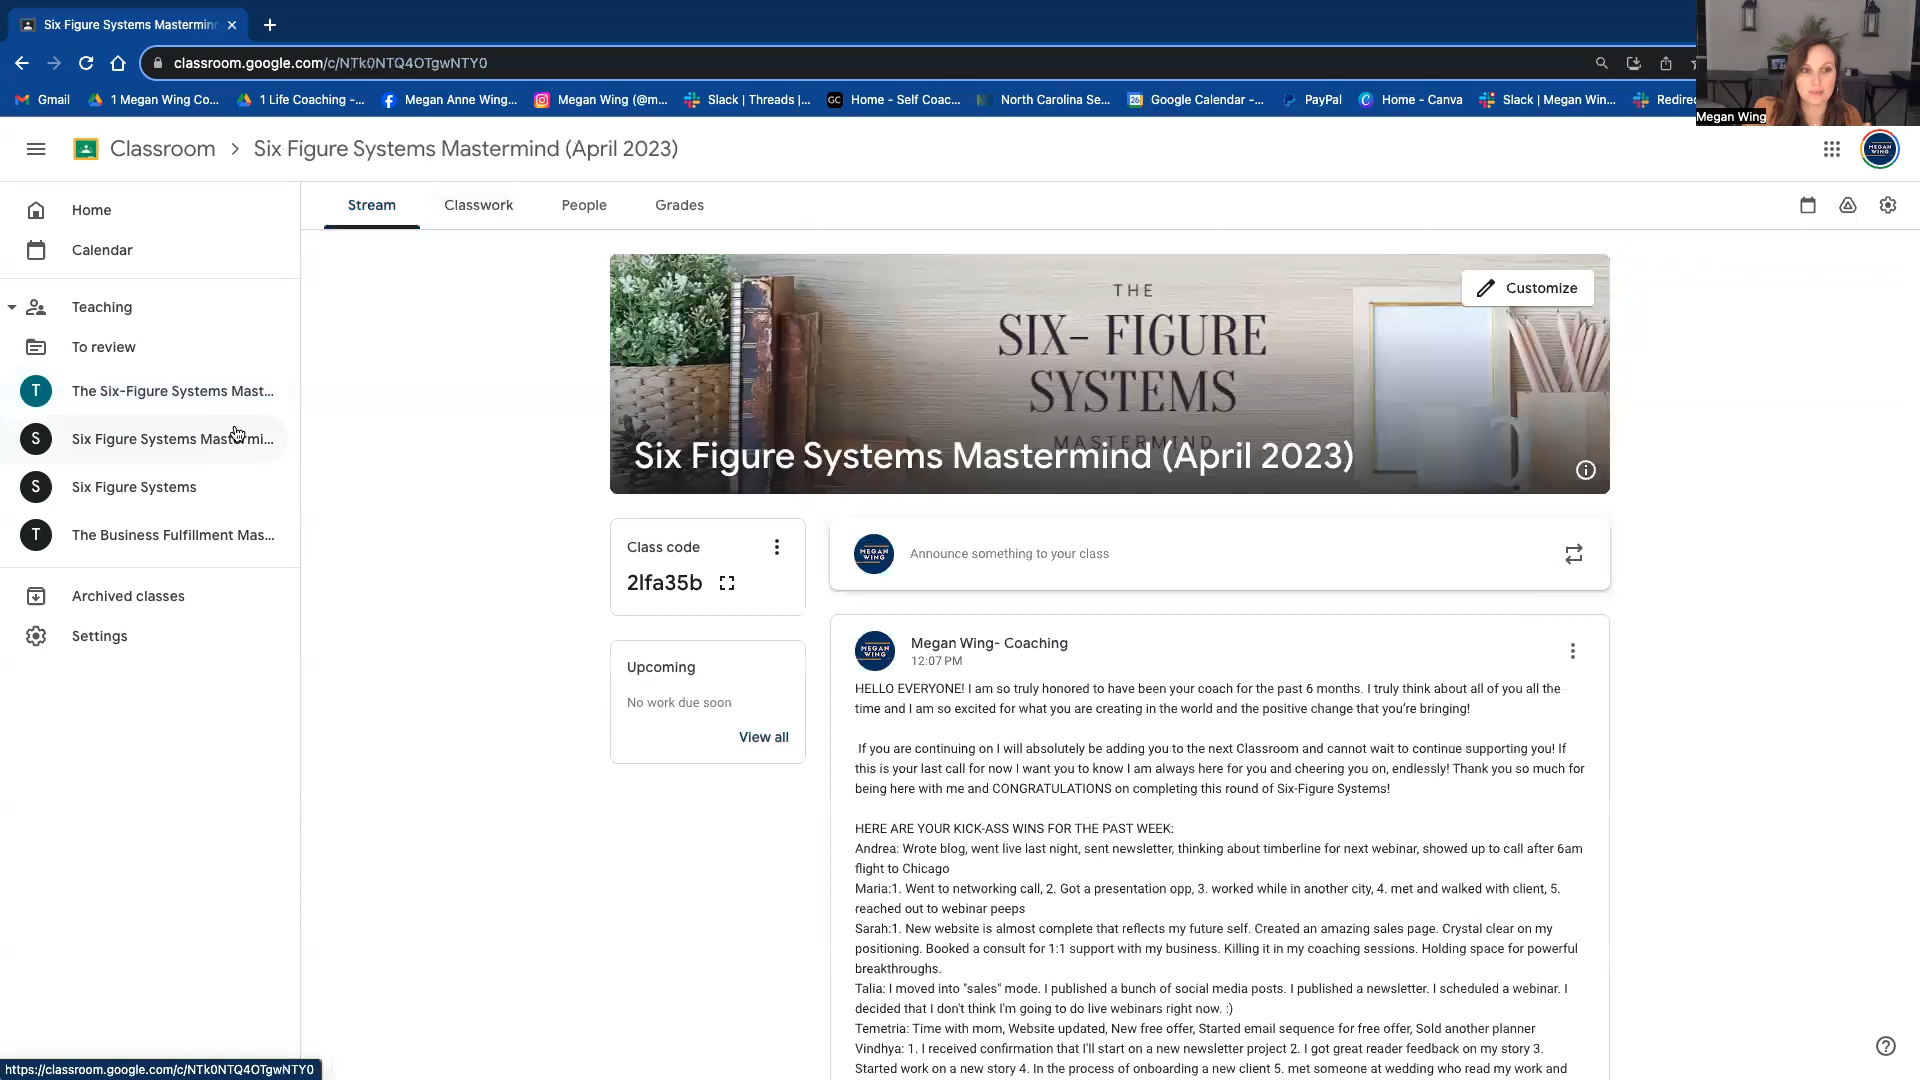 Six Figure Systems Mastermind
classroom.google.com/c/NTk0NTQ4OTgwNTY0
Gmail
1 Megan Wing Co...
1 Life Coaching -...
Megan Anne Wing...
Megan Wing (@m...
Slack | Threads |...
Home - Self Coac...
North Carolina Se...
Google Calendar -...
PayPal
Home - Canva
Slack | Megan Win...
Redirec
Megan Wing
Classroom > Six Figure Systems Mastermind (April 2023)
MEGAN
WING
Home
Calendar
Teaching
To review
T The Six-Figure Systems Mast...
S Six Figure Systems Mastermi...
S Six Figure Systems
T The Business Fulfillment Mas...
Archived classes
Settings
Stream
Classwork
People
Grades
THE
SIX- FIGURE
SYSTEMS
MASTERMIND
Customize
Six Figure Systems Mastermind (April 2023)
Class code
2lfa35b
Upcoming
No work due soon
View all
MEGAN
WING
Announce something to your class
MEGAN
WING
Megan Wing- Coaching
12:07 PM
HELLO EVERYONE! I am so truly honored to have been your coach for the past 6 months. I truly think about all of you all the
time and I am so excited for what you are creating in the world and the positive change that you're bringing!
If you are continuing on I will absolutely be adding you to the next Classroom and cannot wait to continue supporting you! If
this is your last call for now I want you to know I am always here for you and cheering you on, endlessly! Thank you so much for
being here with me and CONGRATULATIONS on completing this round of Six-Figure Systems!
HERE ARE YOUR KICK-ASS WINS FOR THE PAST WEEK:
Andrea: Wrote blog, went live last night, sent newsletter, thinking about timberline for next webinar, showed up to call after 6am
flight to Chicago
Maria:1. Went to networking call, 2. Got a presentation opp, 3. worked while in another city, 4. met and walked with client, 5.
reached out to webinar peeps
Sarah:1. New website is almost complete that reflects my future self. Created an amazing sales page. Crystal clear on my
positioning. Booked a consult for 1:1 support with my business. Killing it in my coaching sessions. Holding space for powerful
breakthroughs.
Talia: I moved into "sales" mode. I published a bunch of social media posts. I published a newsletter. I scheduled a webinar. I
decided that I don't think I'm going to do live webinars right now. :)
Temetria: Time with mom, Website updated, New free offer, Started email sequence for free offer, Sold another planner
Vindhya: 1. I received confirmation that I'll start on a new newsletter project 2. I got great reader feedback on my story 3.
Started work on a new story 4. In the process of onboarding a new client 5. met someone at wedding who read my work and
https://classroom.google.com/c/NTk0NTQ4OTgwNTY0